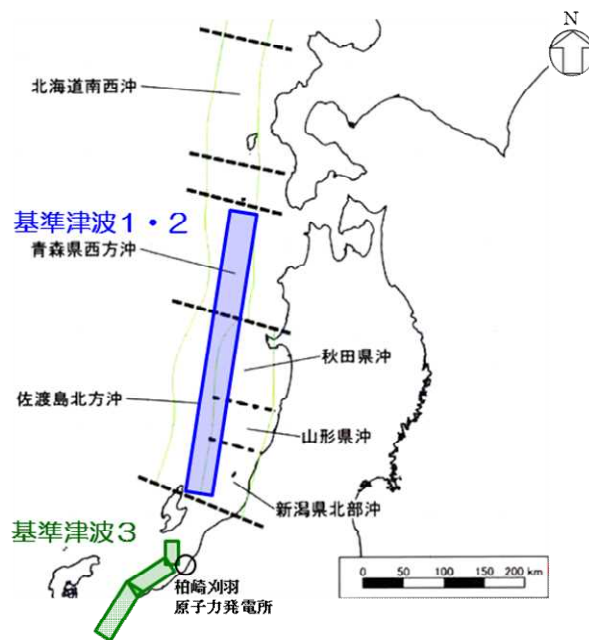 N
北海道南西沖
基準津波１・２
青森県西方沖
秋田県沖
佐渡島北方沖
山形県沖
新潟県北部沖
基準津波３
柏崎刈羽
原子力発電所
0 50 100 150 200 km